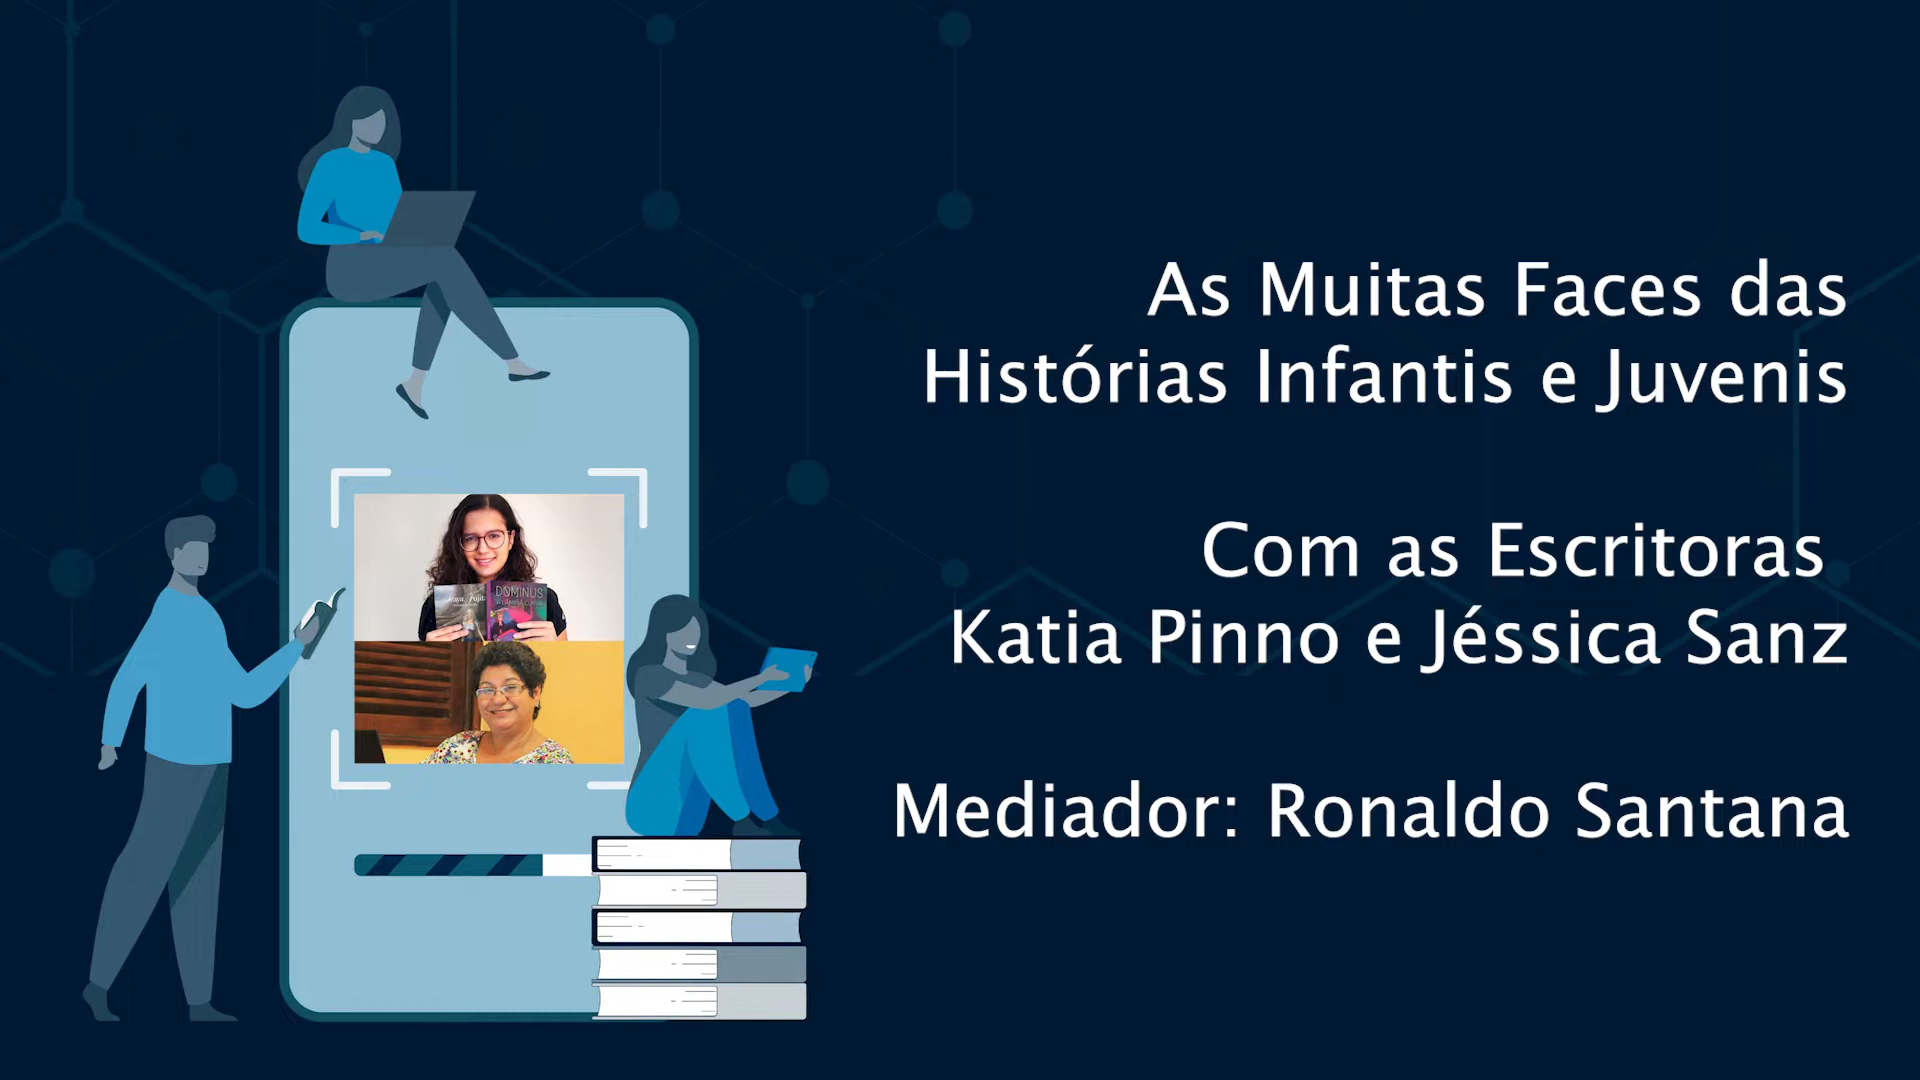 As Muitas Faces das
Histórias Infantis e Juvenis
Com as Escritoras
Katia Pinno e Jéssica Sanz
Mediador: Ronaldo Santana
DOMINUS